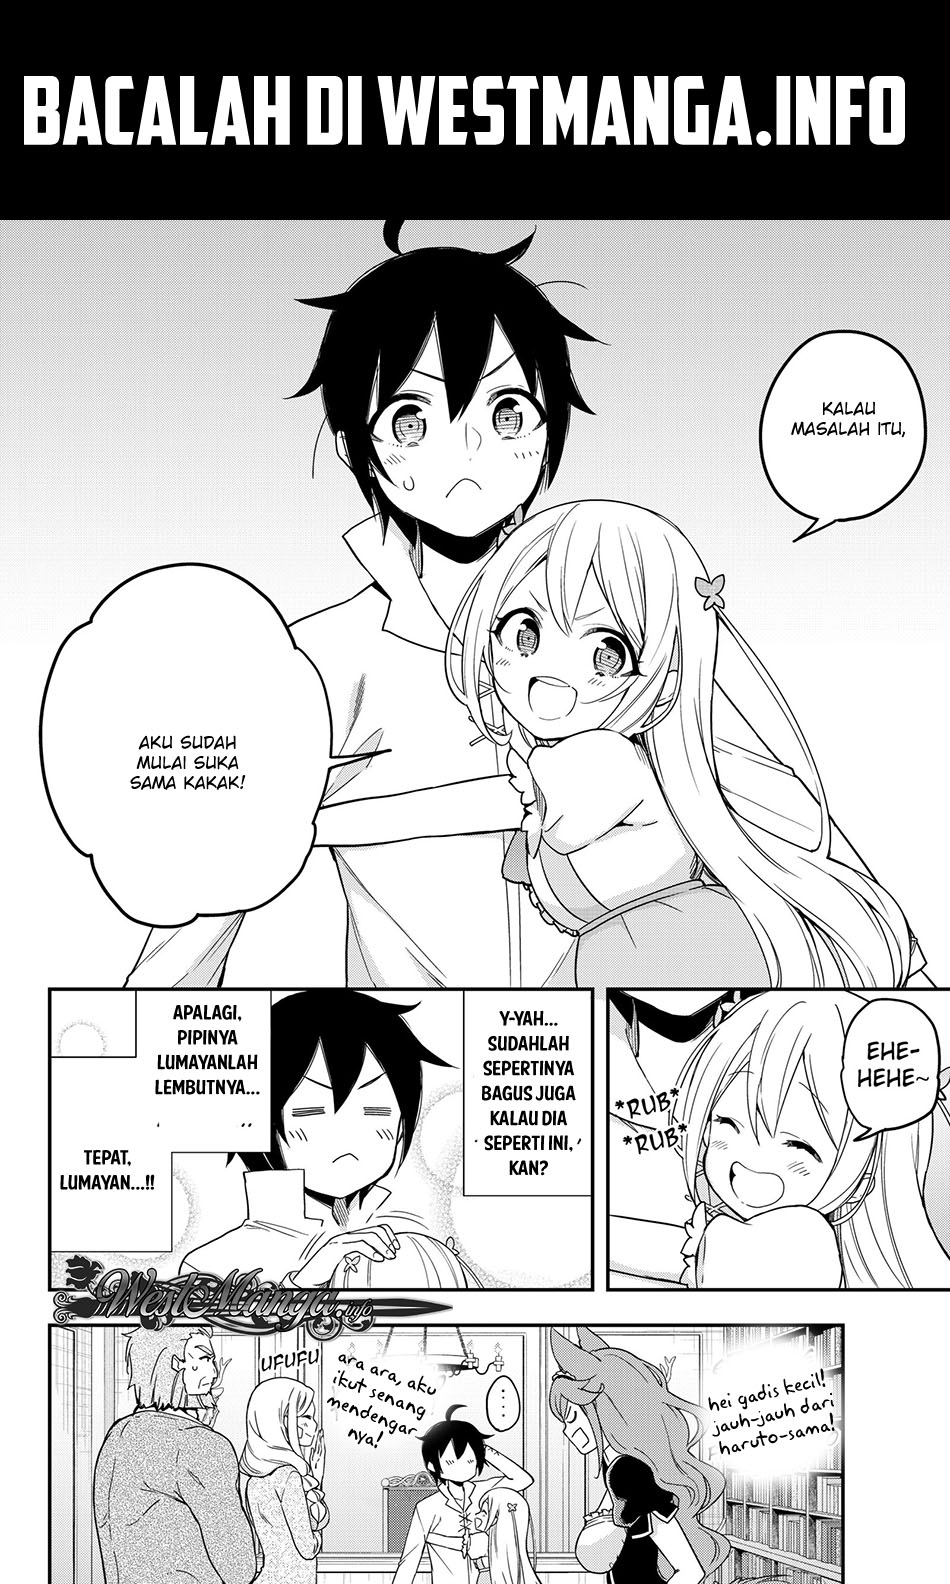 BACALAH DI WESTMANGA.INFO
KALAU
MASALAH ITU,
AKU SUDAH
MULAI SUKA
SAMA KAKAK!
EHE-
HEHE~
*RUB*
*RUB*
Y-YAH...
SUDAHLAH
SEPERTINYA
BAGUS JUGA
KALAU DIA
SEPERTI INI,
KAN?
APALAGI,
PIPINYA
LUMAYANLAH
LEMBUTNYA...
TEPAT,
LUMAYAN...!!
WestManga.info
hei gadis kecil!
jauh-jauh dari
haruto-sama!
....
ara ara, aku
ikut senang
mendengar
nya!
UFUFU